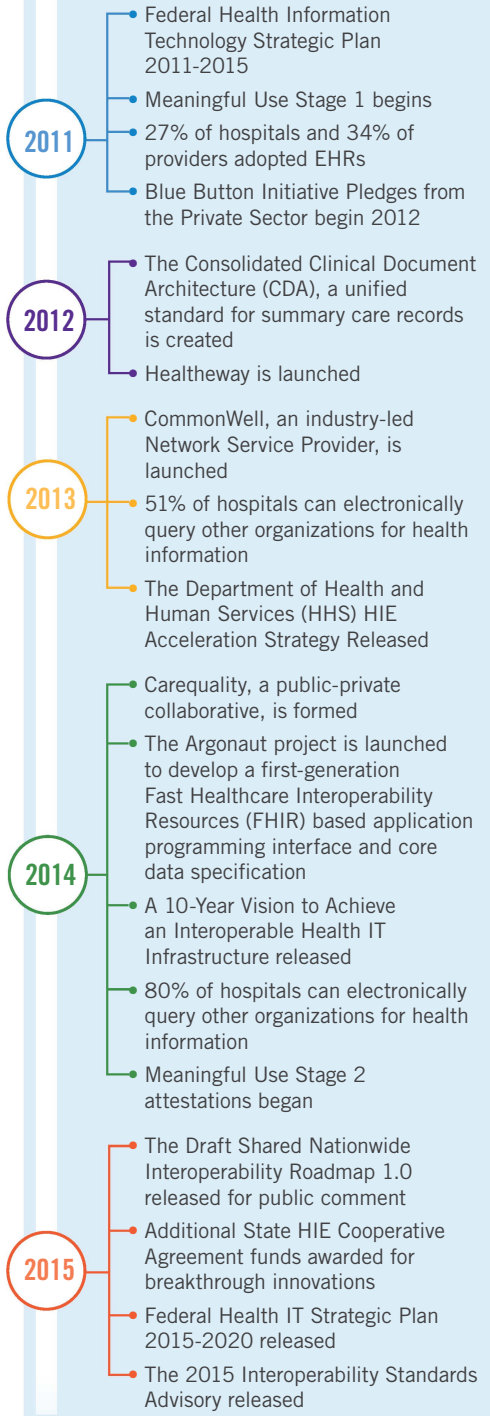 2011
Federal Health Information
Technology Strategic Plan
2011-2015
Meaningful Use Stage 1 begins
27% of hospitals and 34% of
providers adopted EHRs
Blue Button Initiative Pledges from
the Private Sector begin 2012
2012
The Consolidated Clinical Document
Architecture (CDA), a unified
standard for summary care records
is created
Healtheway is launched
2013
CommonWell, an industry-led
Network Service Provider, is
launched
51% of hospitals can electronically
query other organizations for health
information
The Department of Health and
Human Services (HHS) HIE
Acceleration Strategy Released
2014
Carequality, a public-private
collaborative, is formed
The Argonaut project is launched
to develop a first-generation
Fast Healthcare Interoperability
Resources (FHIR) based application
programming interface and core
data specification
A 10-Year Vision to Achieve
an Interoperable Health IT
Infrastructure released
80% of hospitals can electronically
query other organizations for health
information
Meaningful Use Stage 2
attestations began
2015
The Draft Shared Nationwide
Interoperability Roadmap 1.0
released for public comment
Additional State HIE Cooperative
Agreement funds awarded for
breakthrough innovations
Federal Health IT Strategic Plan
2015-2020 released
The 2015 Interoperability Standards
Advisory released